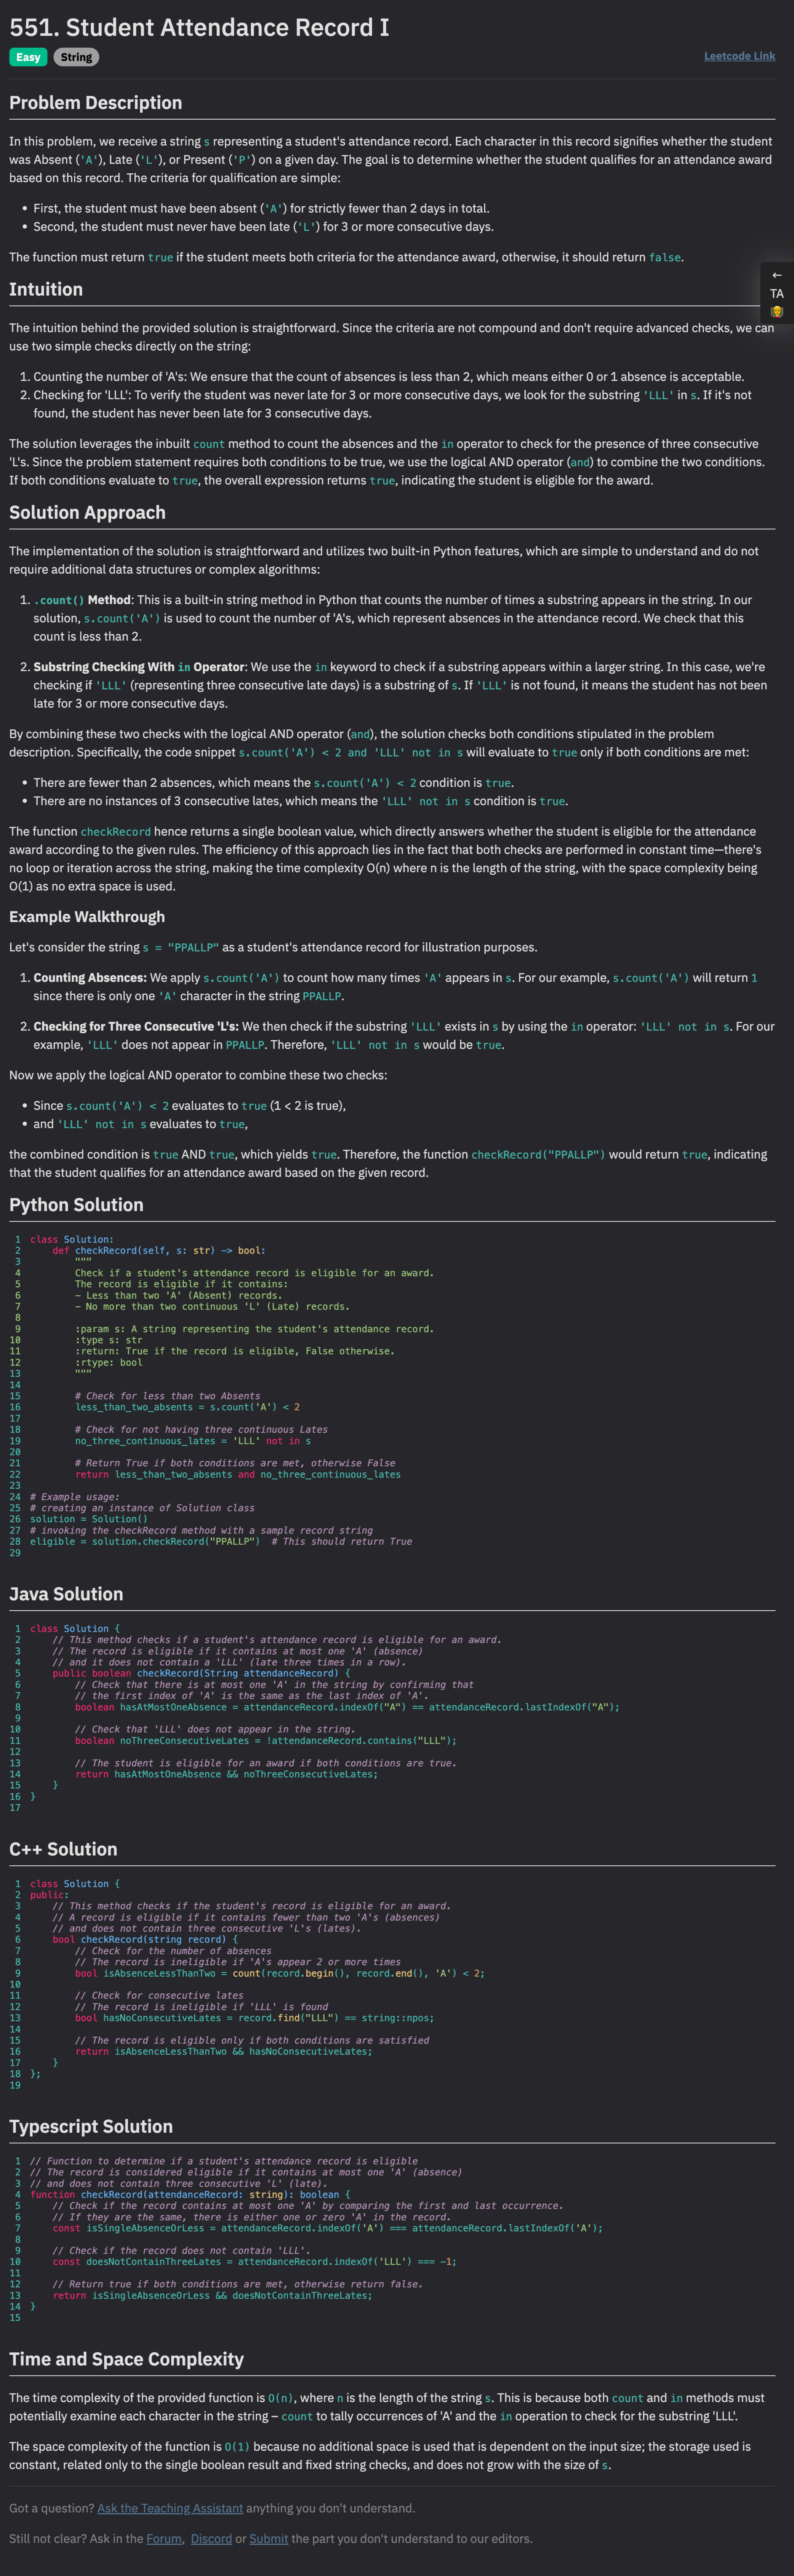 551. Student Attendance Record I
Easy String Leetcode Link
Problem Description
In this problem, we receive a string s representing a student's attendance record. Each character in this record signifies whether the student
was Absent ('A'), Late ('L'), or Present ('P') on a given day. The goal is to determine whether the student qualifies for an attendance award
based on this record. The criteria for qualification are simple:
• First, the student must have been absent ('A') for strictly fewer than 2 days in total.
• Second, the student must never have been late ('L') for 3 or more consecutive days.
The function must return true if the student meets both criteria for the attendance award, otherwise, it should return false.
←
TA
Intuition
The intuition behind the provided solution is straightforward. Since the criteria are not compound and don't require advanced checks, we can
use two simple checks directly on the string:
1. Counting the number of 'A's: We ensure that the count of absences is less than 2, which means either 0 or 1 absence is acceptable.
2. Checking for 'LLL': To verify the student was never late for 3 or more consecutive days, we look for the substring 'LLL' in s. If it's not
found, the student has never been late for 3 consecutive days.
The solution leverages the inbuilt count method to count the absences and the in operator to check for the presence of three consecutive
'L's. Since the problem statement requires both conditions to be true, we use the logical AND operator (and) to combine the two conditions.
If both conditions evaluate to true, the overall expression returns true, indicating the student is eligible for the award.
Solution Approach
The implementation of the solution is straightforward and utilizes two built-in Python features, which are simple to understand and do not
require additional data structures or complex algorithms:
1. .count() Method: This is a built-in string method in Python that counts the number of times a substring appears in the string. In our
solution, s.count('A') is used to count the number of 'A's, which represent absences in the attendance record. We check that this
count is less than 2.
2. Substring Checking With in Operator: We use the in keyword to check if a substring appears within a larger string. In this case, we're
checking if 'LLL' (representing three consecutive late days) is a substring of s. If 'LLL' is not found, it means the student has not been
late for 3 or more consecutive days.
By combining these two checks with the logical AND operator (and), the solution checks both conditions stipulated in the problem
description. Specifically, the code snippet s.count('A') < 2 and 'LLL' not in s will evaluate to true only if both conditions are met:
• There are fewer than 2 absences, which means the s.count('A') < 2 condition is true.
• There are no instances of 3 consecutive lates, which means the 'LLL' not in s condition is true.
The function checkRecord hence returns a single boolean value, which directly answers whether the student is eligible for the attendance
award according to the given rules. The efficiency of this approach lies in the fact that both checks are performed in constant time—there's
no loop or iteration across the string, making the time complexity O(n) where n is the length of the string, with the space complexity being
O(1) as no extra space is used.
Example Walkthrough
Let's consider the string s = "PPALLP" as a student's attendance record for illustration purposes.
1. Counting Absences: We apply s.count('A') to count how many times 'A' appears in s. For our example, s.count('A') will return 1
since there is only one 'A' character in the string PPALLP.
2. Checking for Three Consecutive 'L's: We then check if the substring 'LLL' exists in s by using the in operator: 'LLL' not in s. For our
example, 'LLL' does not appear in PPALLP. Therefore, 'LLL' not in s would be true.
Now we apply the logical AND operator to combine these two checks:
• Since s.count('A') < 2 evaluates to true (1 < 2 is true),
• and 'LLL' not in s evaluates to true,
the combined condition is true AND true, which yields true. Therefore, the function checkRecord("PPALLP") would return true, indicating
that the student qualifies for an attendance award based on the given record.
Python Solution
1 class Solution:
2 def checkRecord(self, s: str) -> bool:
3 """
4 Check if a student's attendance record is eligible for an award.
5 The record is eligible if it contains:
6 - Less than two 'A' (Absent) records.
7 - No more than two continuous 'L' (Late) records.
8
9 :param s: A string representing the student's attendance record.
10 :type s: str
11 :return: True if the record is eligible, False otherwise.
12 :rtype: bool
13 """
14
15 # Check for less than two Absents
16 less_than_two_absents = s.count('A') < 2
17
18 # Check for not having three continuous Lates
19 no_three_continuous_lates = 'LLL' not in s
20
21 # Return True if both conditions are met, otherwise False
22 return less_than_two_absents and no_three_continuous_lates
23
24 # Example usage:
25 # creating an instance of Solution class
26 solution = Solution()
27 # invoking the checkRecord method with a sample record string
28 eligible = solution.checkRecord("PPALLP") # This should return True
29
Java Solution
1 class Solution {
2 // This method checks if a student's attendance record is eligible for an award.
3 // The record is eligible if it contains at most one 'A' (absence)
4 // and it does not contain a 'LLL' (late three times in a row).
5 public boolean checkRecord(String attendanceRecord) {
6 // Check that there is at most one 'A' in the string by confirming that
7 // the first index of 'A' is the same as the last index of 'A'.
8 boolean hasAtMostOneAbsence = attendanceRecord.indexOf("A") == attendanceRecord.lastIndexOf("A");
9
10 // Check that 'LLL' does not appear in the string.
11 boolean noThreeConsecutiveLates = !attendanceRecord.contains("LLL");
12
13 // The student is eligible for an award if both conditions are true.
14 return hasAtMostOneAbsence && noThreeConsecutiveLates;
15 }
16 }
17
C++ Solution
1 class Solution {
2 public:
3 // This method checks if the student's record is eligible for an award.
4 // A record is eligible if it contains fewer than two 'A's (absences)
5 // and does not contain three consecutive 'L's (lates).
6 bool checkRecord(string record) {
7 // Check for the number of absences
8 // The record is ineligible if 'A's appear 2 or more times
9 bool isAbsenceLessThanTwo = count(record.begin(), record.end(), 'A') < 2;
10
11 // Check for consecutive lates
12 // The record is ineligible if 'LLL' is found
13 bool hasNoConsecutiveLates = record.find("LLL") == string::npos;
14
15 // The record is eligible only if both conditions are satisfied
16 return isAbsenceLessThanTwo && hasNoConsecutiveLates;
17 }
18 };
19
Typescript Solution
1 // Function to determine if a student's attendance record is eligible
2 // The record is considered eligible if it contains at most one 'A' (absence)
3 // and does not contain three consecutive 'L' (late).
4 function checkRecord(attendanceRecord: string): boolean {
5 // Check if the record contains at most one 'A' by comparing the first and last occurrence.
6 // If they are the same, there is either one or zero 'A' in the record.
7 const isSingleAbsenceOrLess = attendanceRecord.indexOf('A') === attendanceRecord.lastIndexOf('A');
8
9 // Check if the record does not contain 'LLL'.
10 const doesNotContainThreeLates = attendanceRecord.indexOf('LLL') === -1;
11
12 // Return true if both conditions are met, otherwise return false.
13 return isSingleAbsenceOrLess && doesNotContainThreeLates;
14 }
15
Time and Space Complexity
The time complexity of the provided function is O(n), where n is the length of the string s. This is because both count and in methods must
potentially examine each character in the string – count to tally occurrences of 'A' and the in operation to check for the substring 'LLL'.
The space complexity of the function is O(1) because no additional space is used that is dependent on the input size; the storage used is
constant, related only to the single boolean result and fixed string checks, and does not grow with the size of s.
Got a question? Ask the Teaching Assistant anything you don't understand.
Still not clear? Ask in the Forum, Discord or Submit the part you don't understand to our editors.